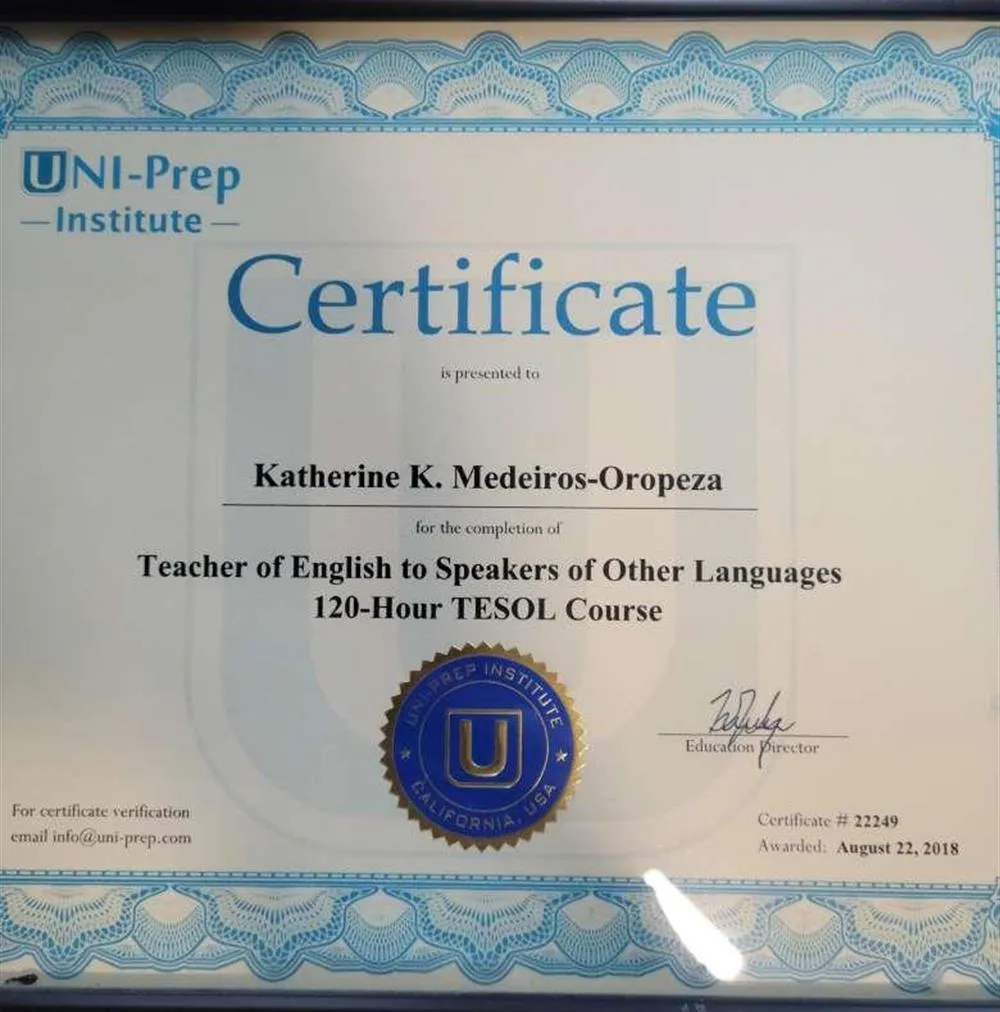 UNI-Prep
Institute
Certificate
is presented to
Katherine K. Medeiros-Oropeza
for the completion of
Teacher of English to Speakers of Other Languages
120-Hour TESOL Course
UNI-PREP INSTITUTE
U
CALIFORNIA, USA
Education Director
For certificate verification
email info@uni-prep.com
Certificate # 22249
Awarded: August 22, 2018